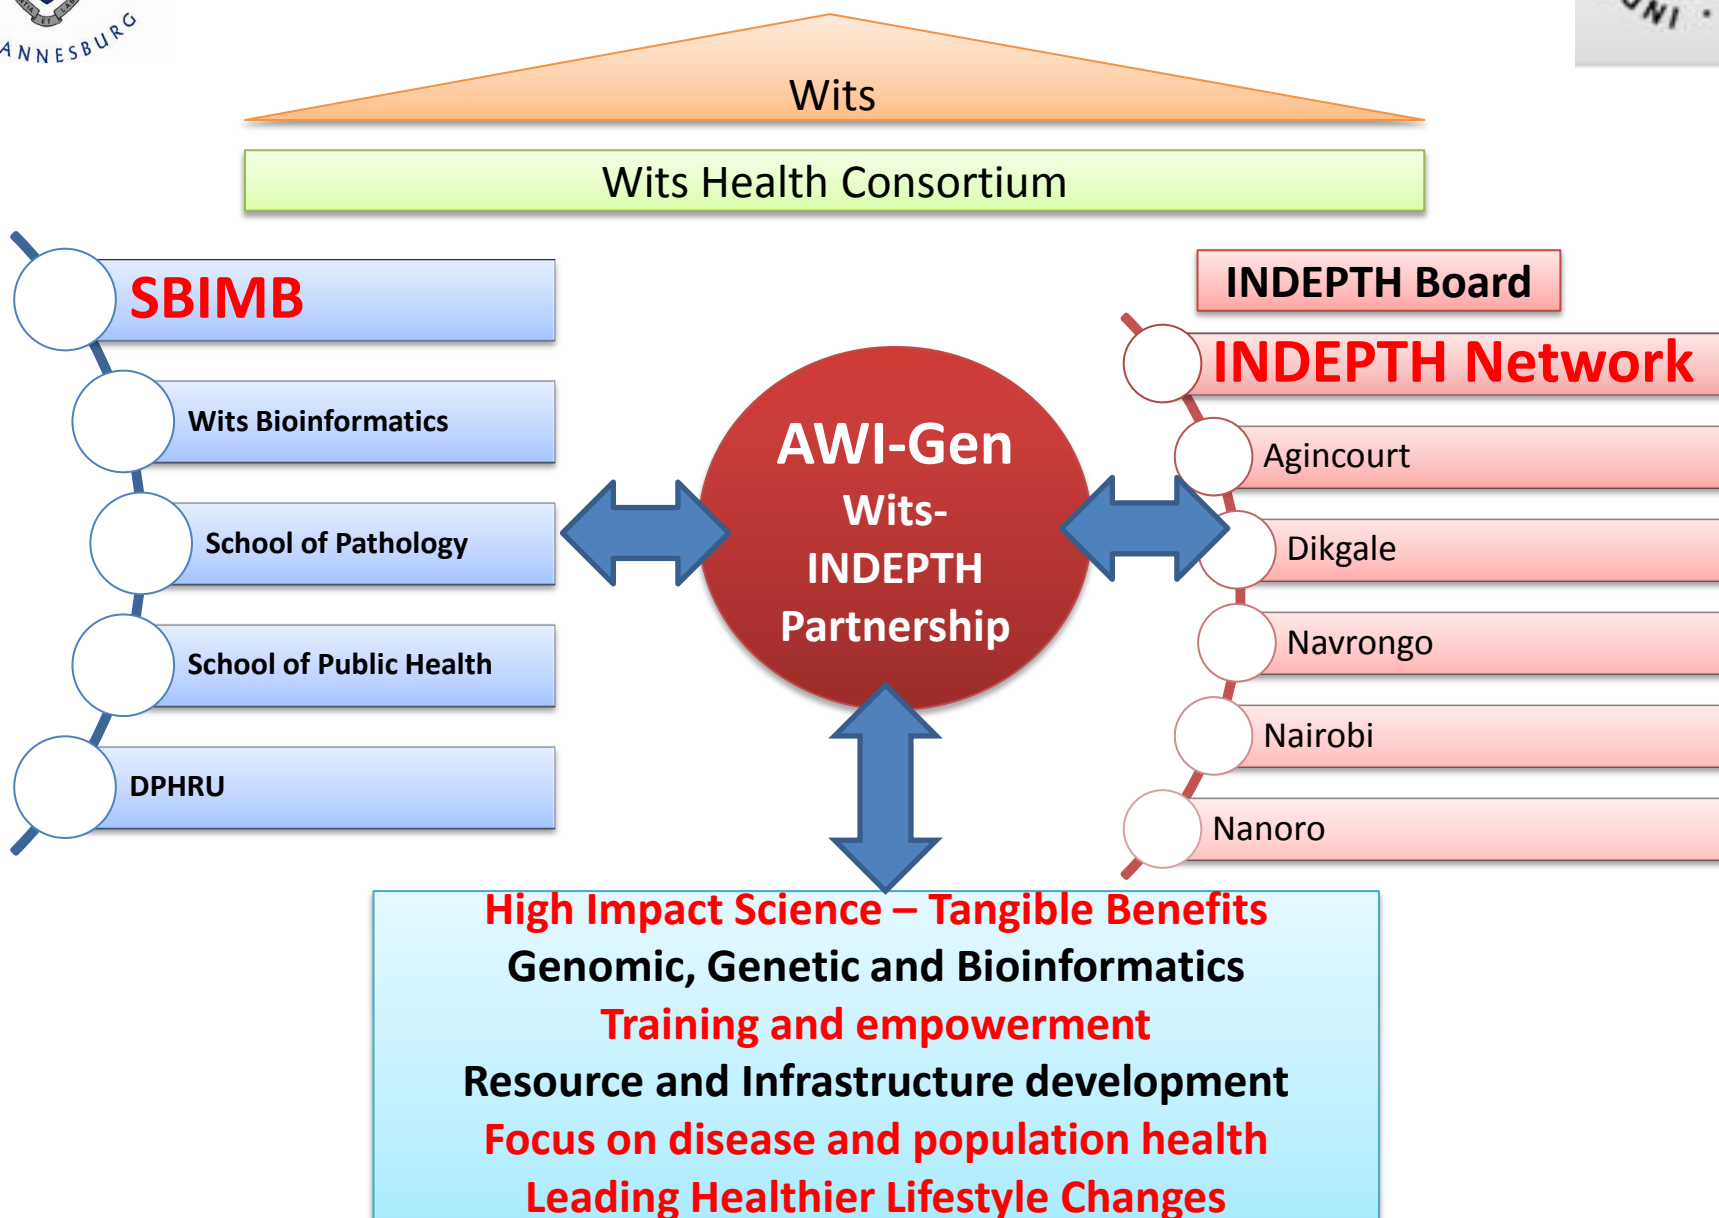 Wits
Wits Health Consortium
SBIMB
Wits Bioinformatics
School of Pathology
School of Public Health
DPHRU
AWI-Gen
Wits-
INDEPTH
Partnership
INDEPTH Board
INDEPTH Network
Agincourt
Dikgale
Navrongo
Nairobi
Nanoro
High Impact Science – Tangible Benefits
Genomic, Genetic and Bioinformatics
Training and empowerment
Resource and Infrastructure development
Focus on disease and population health
Leading Healthier Lifestyle Changes